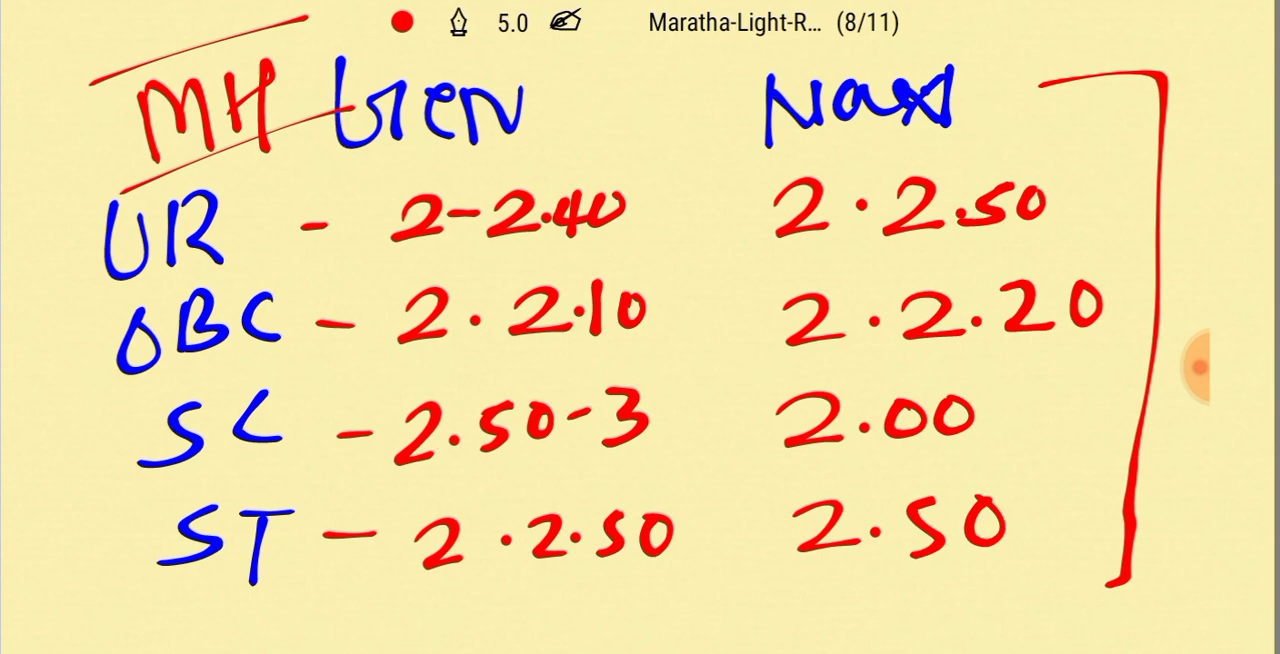 5.0 Maratha-Light-R... (8/11)
MH Gen Nax
UR - 2-2.40 2.2.50
OBC - 2.2.10 2.2.20
SC - 2.50-3 2.00
ST - 2.2.50 2.50